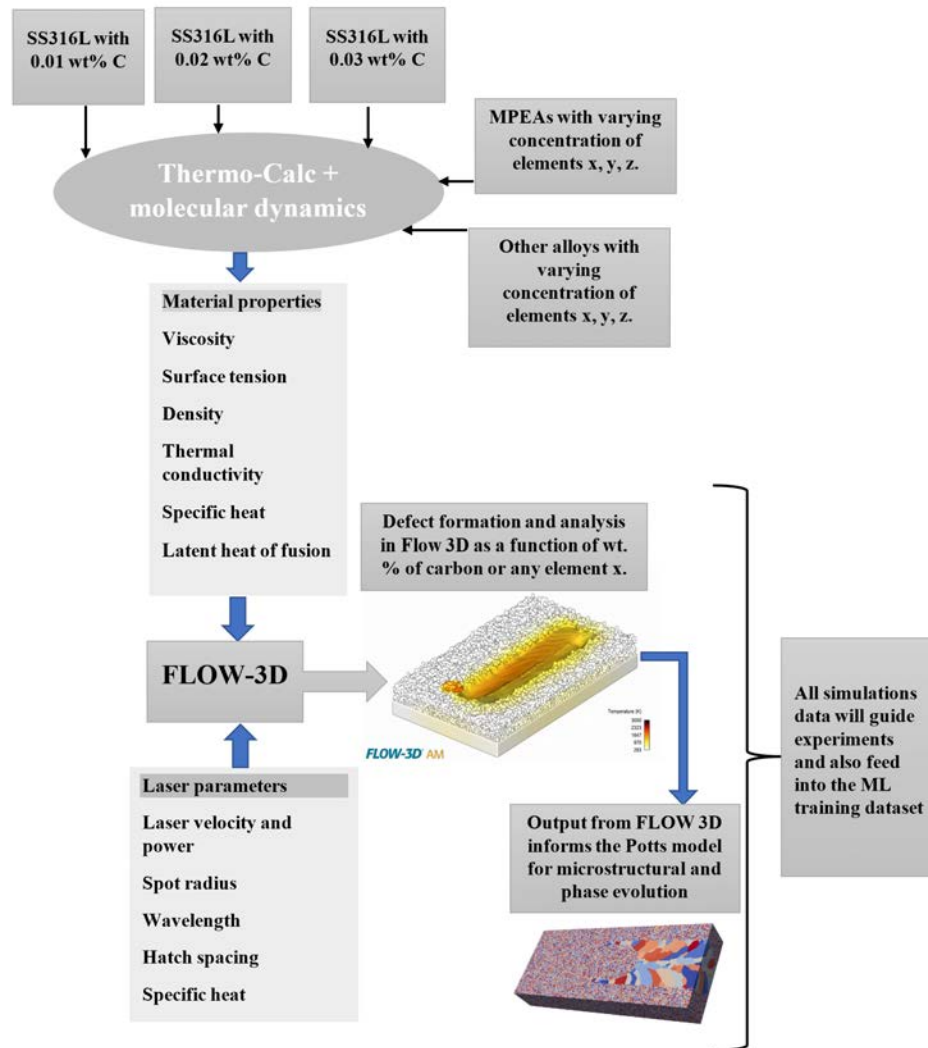 SS316L with
0.01 wt% C
SS316L with
0.02 wt% C
SS316L with
0.03 wt% C
MPEAs with varying
concentration of
elements x, y, z.
Thermo-Calc +
molecular dynamics
Other alloys with
varying
concentration of
elements x, y, z.
Material properties
Viscosity
Surface tension
Density
Thermal
conductivity
Specific heat
Latent heat of fusion
Defect formation and analysis
in Flow 3D as a function of wt.
% of carbon or any element x.
FLOW-3D
Temperature (K)
FLOW-3D AM
All simulations
data will guide
experiments
and also feed
into the ML
training dataset
Laser parameters
Laser velocity and
power
Spot radius
Wavelength
Hatch spacing
Specific heat
Output from FLOW 3D
informs the Potts model
for microstructural and
phase evolution